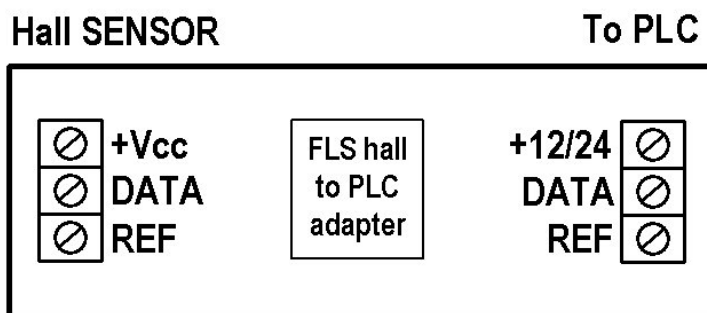 Hall SENSOR
To PLC
+Vcc
DATA
REF
FLS hall
to PLC
adapter
+12/24
DATA
REF